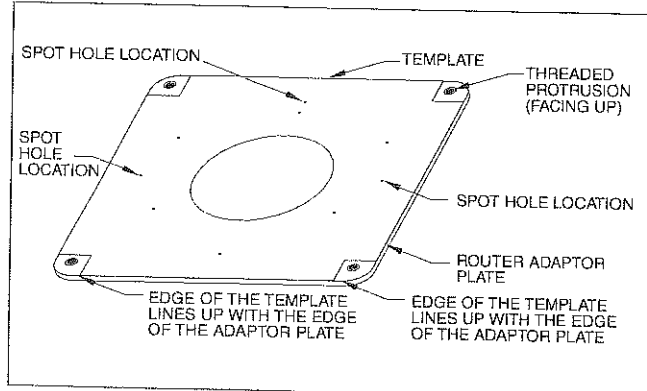 SPOT HOLE LOCATION
TEMPLATE
THREADED
PROTRUSION
(FACING UP)
SPOT
HOLE
LOCATION
SPOT HOLE LOCATION
ROUTER ADAPTOR
PLATE
EDGE OF THE TEMPLATE
LINES UP WITH THE EDGE
OF THE ADAPTOR PLATE
EDGE OF THE TEMPLATE
LINES UP WITH THE EDGE
OF THE ADAPTOR PLATE